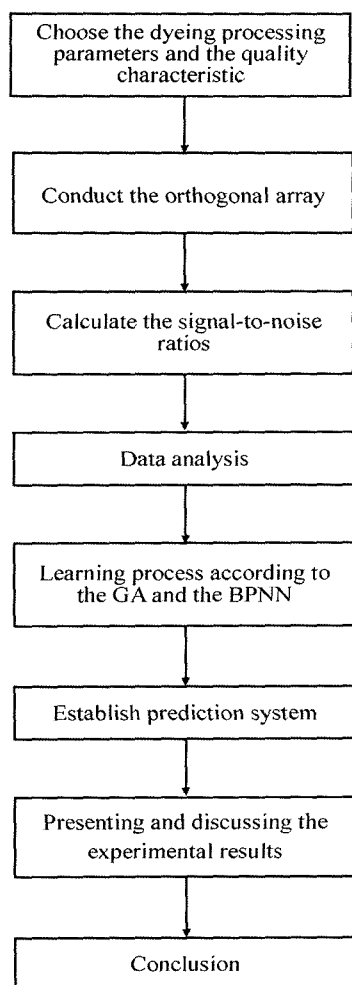 Choose the dyeing processing
parameters and the quality
characteristic
Conduct the orthogonal array
Calculate the signal-to-noise
ratios
Data analysis
Learning process according to
the GA and the BPNN
Establish prediction system
Presenting and discussing the
experimental results
Conclusion